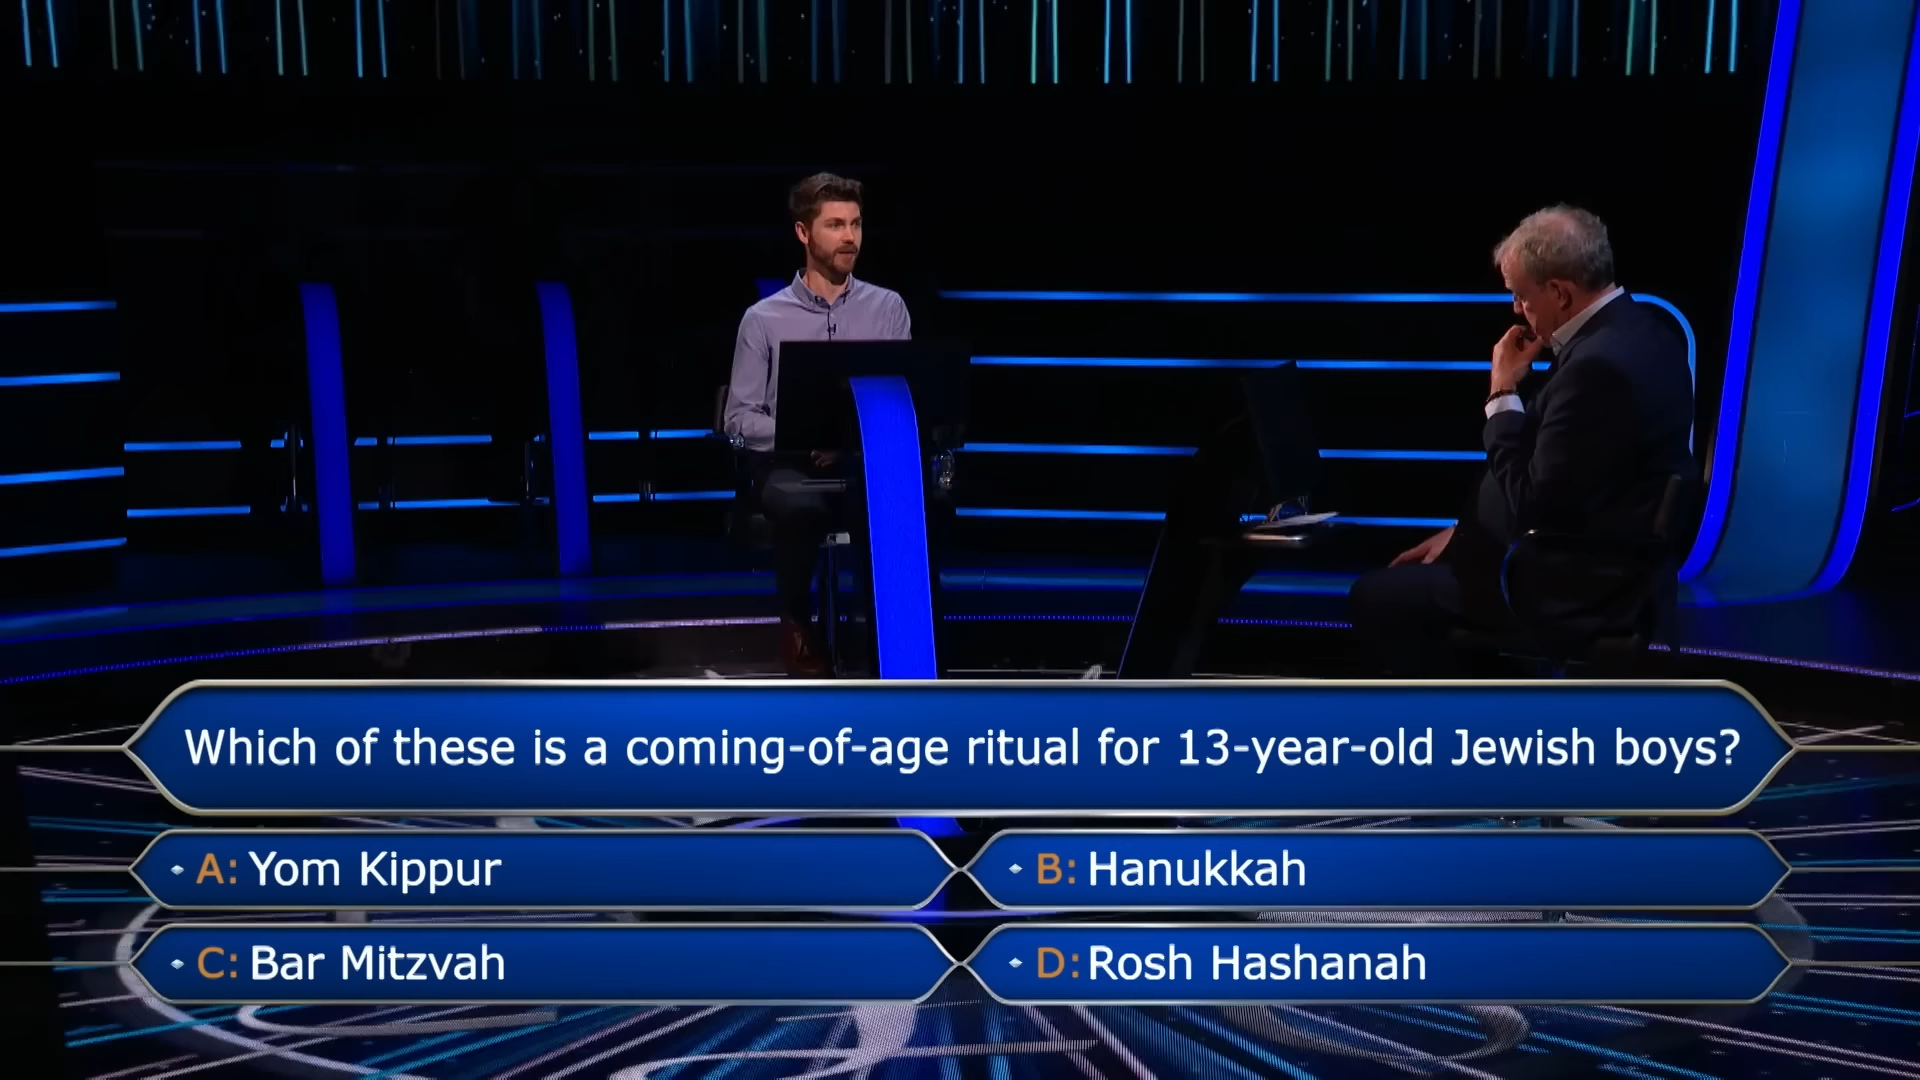 Which of these is a coming-of-age ritual for 13-year-old Jewish boys?
A: Yom Kippur
B: Hanukkah
C: Bar Mitzvah
D: Rosh Hashanah